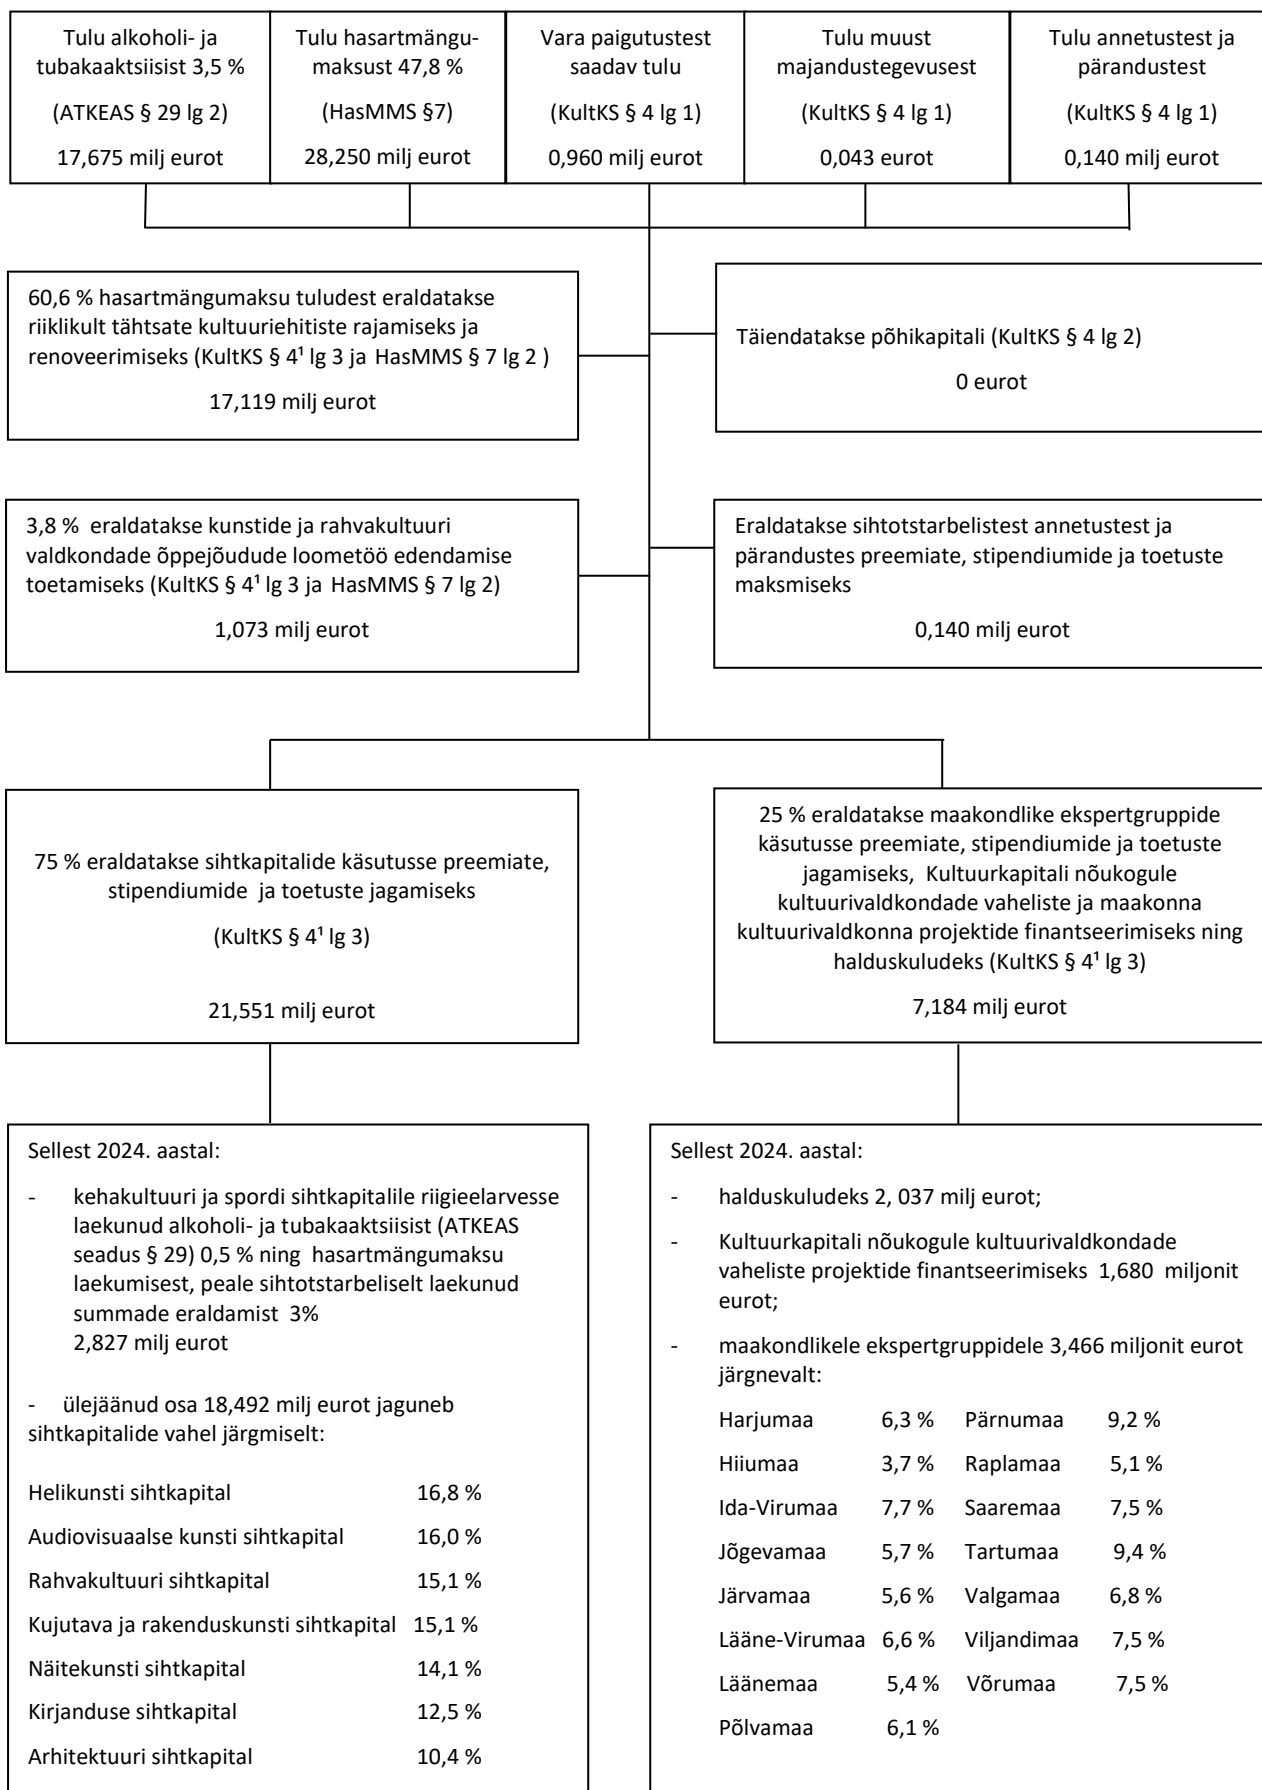 Tulu alkoholi- ja
tubakaaktsiisist 3,5 %
(ATKEAS § 29 lg 2)
17,675 milj eurot
Tulu hasartmängu-
maksust 47,8 %
(HasMMS §7)
28,250 milj eurot
Vara paigutustest
saadav tulu
(KultKS § 4 lg 1)
0,960 milj eurot
Tulu muust
majandustegevusest
(KultKS § 4 lg 1)
0,043 eurot
Tulu annetustest ja
pärandustest
(KultKS § 4 lg 1)
0,140 milj eurot
60,6 % hasartmängumaksu tuludest eraldatakse
riiklikult tähtsate kultuuriehitiste rajamiseks ja
renoveerimiseks (KultKS § 4¹ lg 3 ja HasMMS § 7 lg 2 )
17,119 milj eurot
Täiendatakse põhikapitali (KultKS § 4 lg 2)
0 eurot
3,8 % eraldatakse kunstide ja rahvakultuuri
valdkondade õppejõudude loometöö edendamise
toetamiseks (KultKS § 4¹ lg 3 ja HasMMS § 7 lg 2)
1,073 milj eurot
Eraldatakse sihtotstarbelistest annetustest ja
pärandustes preemiate, stipendiumide ja toetuste
maksmiseks
0,140 milj eurot
75 % eraldatakse sihtkapitalide käsutusse preemiate,
stipendiumide ja toetuste jagamiseks
(KultKS § 4¹ lg 3)
21,551 milj eurot
25 % eraldatakse maakondlike ekspertgruppide
käsutusse preemiate, stipendiumide ja toetuste
jagamiseks, Kultuurkapitali nõukogule
kultuurivaldkondade vaheliste ja maakonna
kultuurivaldkonna projektide finantseerimiseks ning
halduskuludeks (KultKS § 4¹ lg 3)
7,184 milj eurot
Sellest 2024. aastal:
- kehakultuuri ja spordi sihtkapitalile riigieelarvesse
laekunud alkoholi- ja tubakaaktsiisist (ATKEAS
seadus § 29) 0,5 % ning hasartmängumaksu
laekumisest, peale sihtotstarbeliselt laekunud
summade eraldamist 3%
2,827 milj eurot
- ülejäänud osa 18,492 milj eurot jaguneb
sihtkapitalide vahel järgmiselt:
Helikunsti sihtkapital 16,8 %
Audiovisuaalse kunsti sihtkapital 16,0 %
Rahvakultuuri sihtkapital 15,1 %
Kujutava ja rakenduskunsti sihtkapital 15,1 %
Näitekunsti sihtkapital 14,1 %
Kirjanduse sihtkapital 12,5 %
Arhitektuuri sihtkapital 10,4 %
Sellest 2024. aastal:
- halduskuludeks 2, 037 milj eurot;
- Kultuurkapitali nõukogule kultuurivaldkondade
vaheliste projektide finantseerimiseks 1,680 miljonit
eurot;
- maakondlikele ekspertgruppidele 3,466 miljonit eurot
järgnevalt:
Harjumaa 6,3 % Pärnumaa 9,2 %
Hiiumaa 3,7 % Raplamaa 5,1 %
Ida-Virumaa 7,7 % Saaremaa 7,5 %
Jõgevamaa 5,7 % Tartumaa 9,4 %
Järvamaa 5,6 % Valgamaa 6,8 %
Lääne-Virumaa 6,6 % Viljandimaa 7,5 %
Läänemaa 5,4 % Võrumaa 7,5 %
Põlvamaa 6,1 %